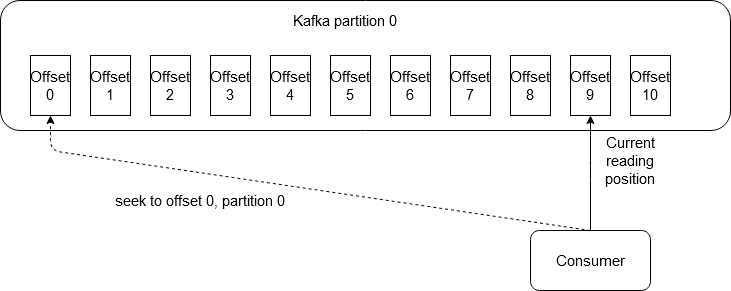 Kafka partition 0
Offset
0
Offset
1
Offset
2
Offset
3
Offset
4
Offset
5
Offset
6
Offset
7
Offset
8
Offset
9
Offset
10
Current
reading
position
seek to offset 0, partition 0
Consumer